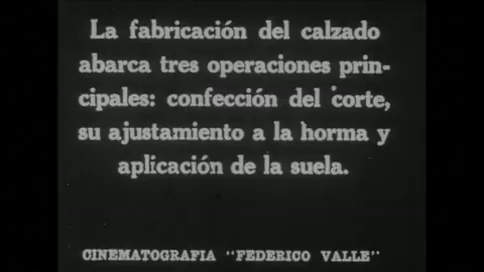 La fabricación del calzado
abarca tres operaciones prin-
cipales: confección del corte,
su ajustamiento a la horma y
aplicación de la suela.
CINEMATOGRAFIA "FEDERICO VALLE"